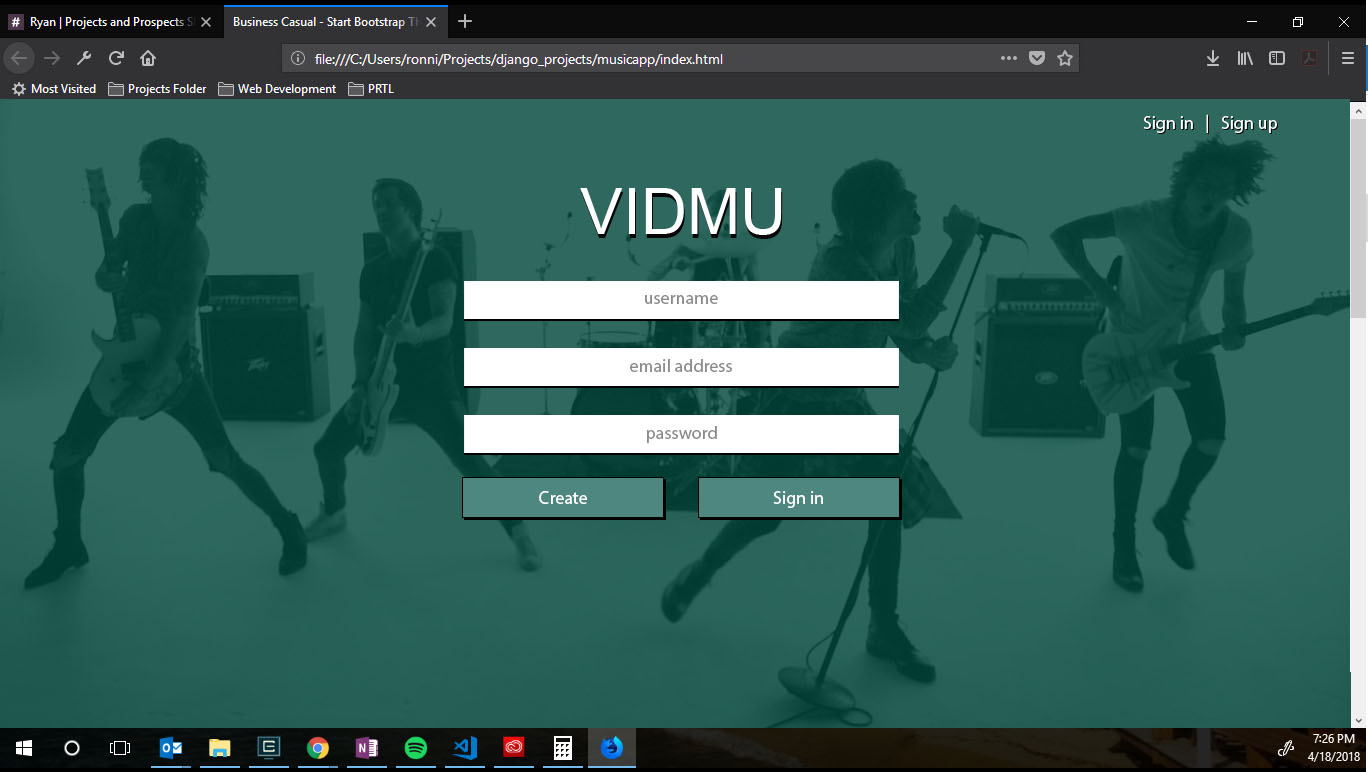 # Ryan | Projects and Prospects S
Business Casual - Start Bootstrap Th
file:///C:/Users/ronni/Projects/django_projects/musicapp/index.html
Most Visited Projects Folder Web Development PRTL
Sign in | Sign up
VIDMU
username
email address
password
Create Sign in
7:26 PM
4/18/2018